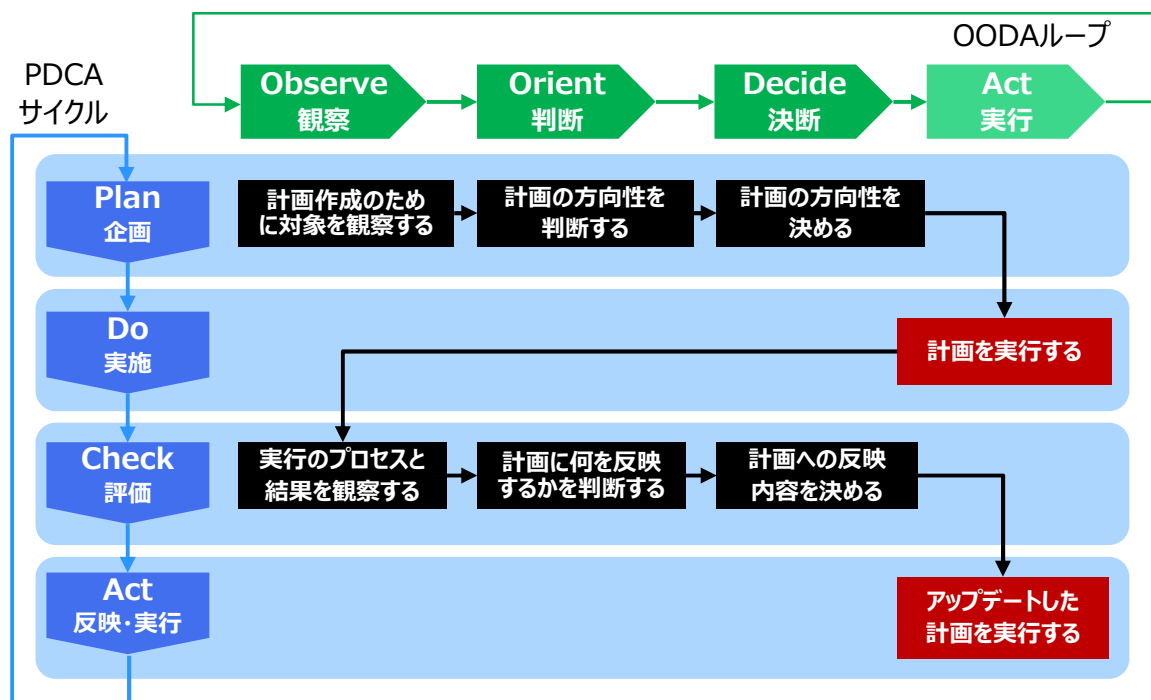 OODAループ
PDCA
サイクル
Observe
観察
Orient
判断
Decide
決断
Act
実行
Plan
企画
計画作成のため
に対象を観察する
計画の方向性を
判断する
計画の方向性を
決める
Do
実施
計画を実行する
Check
評価
実行のプロセスと
結果を観察する
計画に何を反映
するかを判断する
計画への反映
内容を決める
Act
反映・実行
アップデートした
計画を実行する